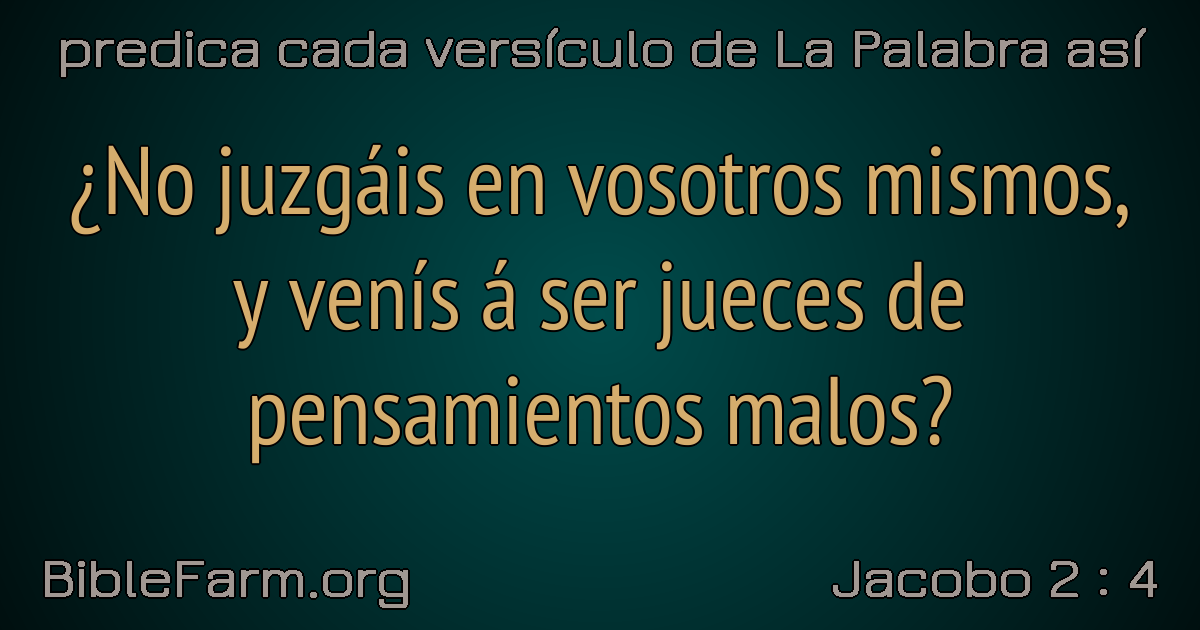 predica cada versículo de La Palabra así
¿No juzgáis en vosotros mismos,
y venís á ser jueces de
pensamientos malos?
BibleFarm.org
Jacobo 2 : 4